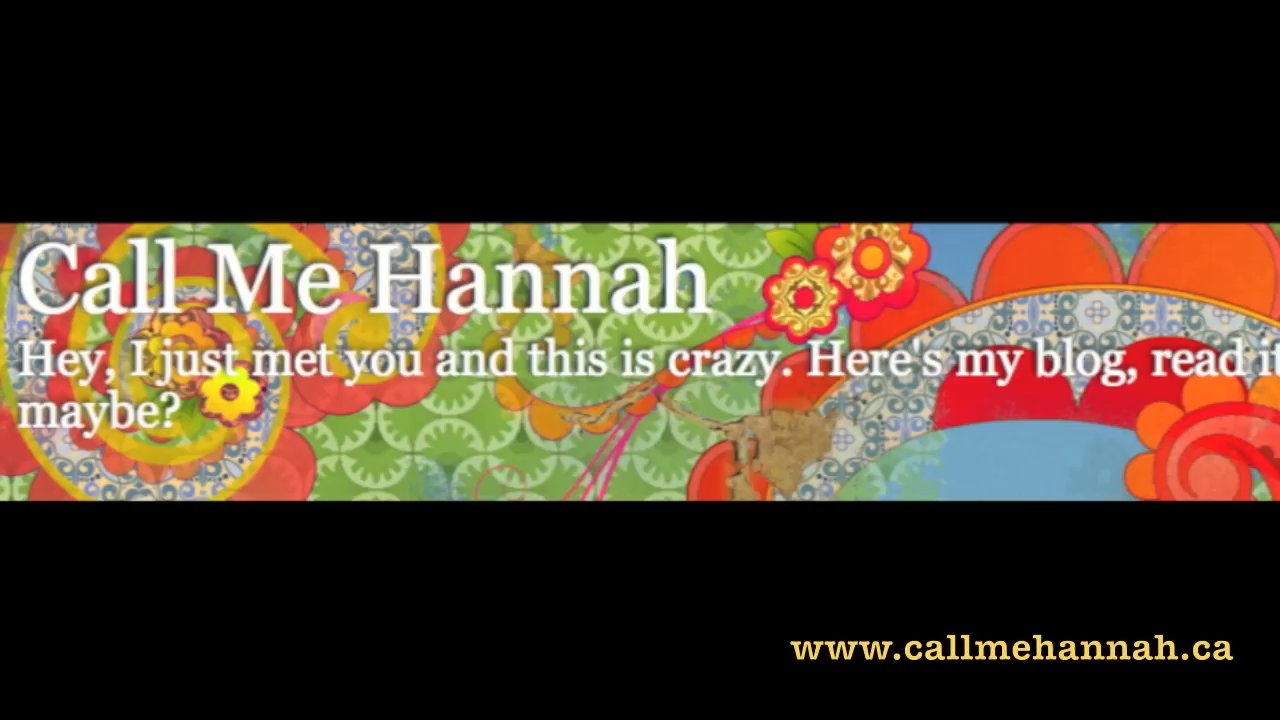 Call Me Hannah
Hey, I just met you and this is crazy. Here's my blog, read it
maybe?
www.callmehannah.ca